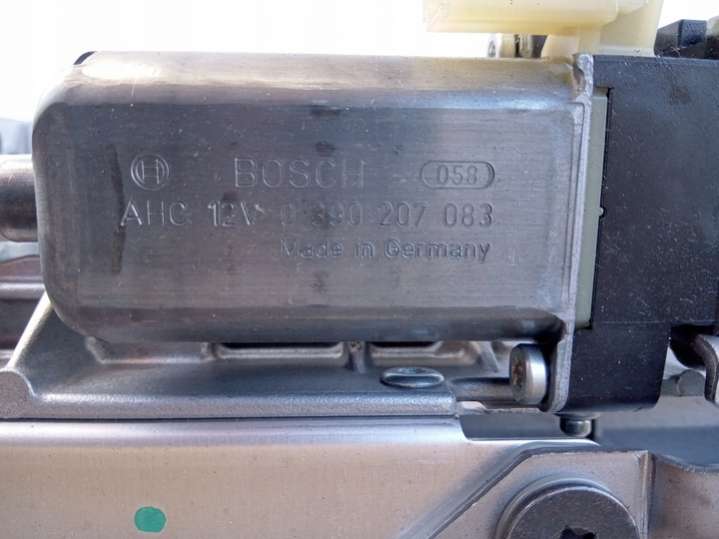 BOSCH 058
AHC 12V 0 390 207 083
Made in Germany